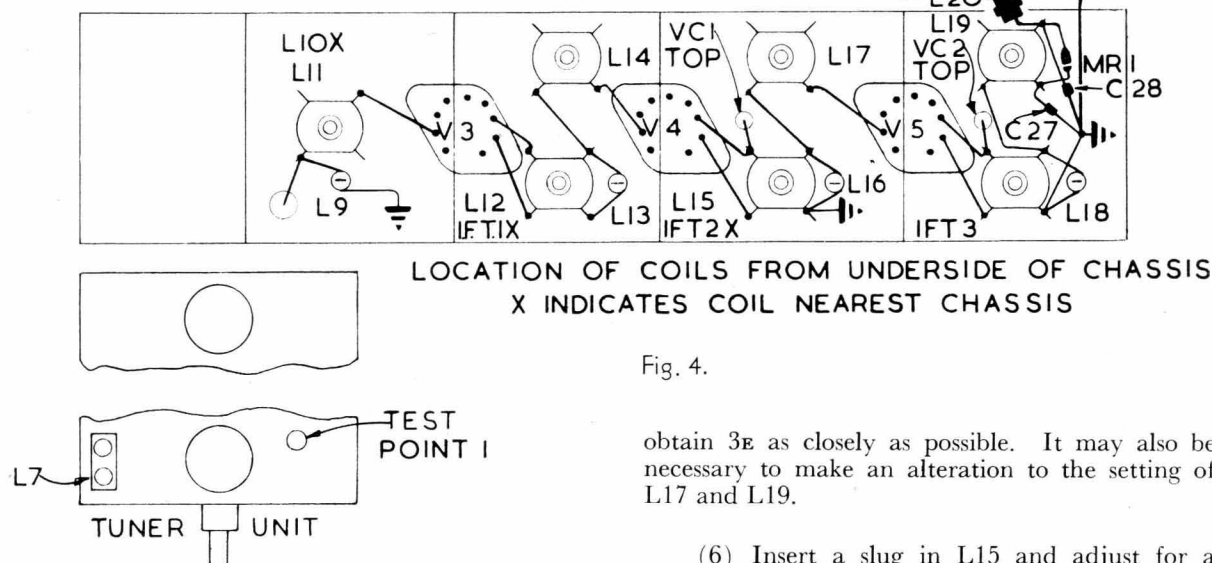 L20
L19
VC2
TOP
MR1
C28
C27
L10X
L11
L9
V3
L14
VC1
TOP
L17
V4
V5
L12
IFT1X
L13
L15
IFT2X
L16
IFT3
L18
LOCATION OF COILS FROM UNDERSIDE OF CHASSIS
X INDICATES COIL NEAREST CHASSIS
Fig. 4.
TEST
POINT 1
L7
TUNER UNIT
obtain 3E as closely as possible. It may also be
necessary to make an alteration to the setting of
L17 and L19.
(6) Insert a slug in L15 and adjust for a